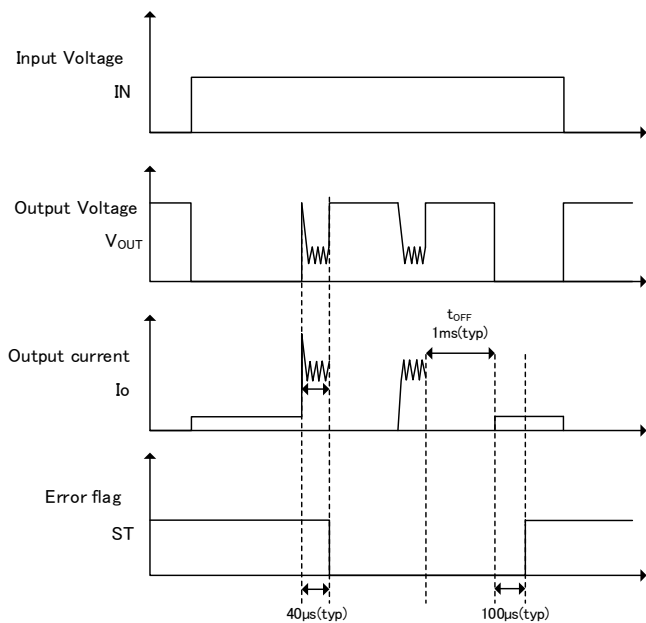 Input Voltage
IN
Output Voltage
VOUT
tOFF
1ms(typ)
Output current
Io
Error flag
ST
40μs(typ)
100μs(typ)